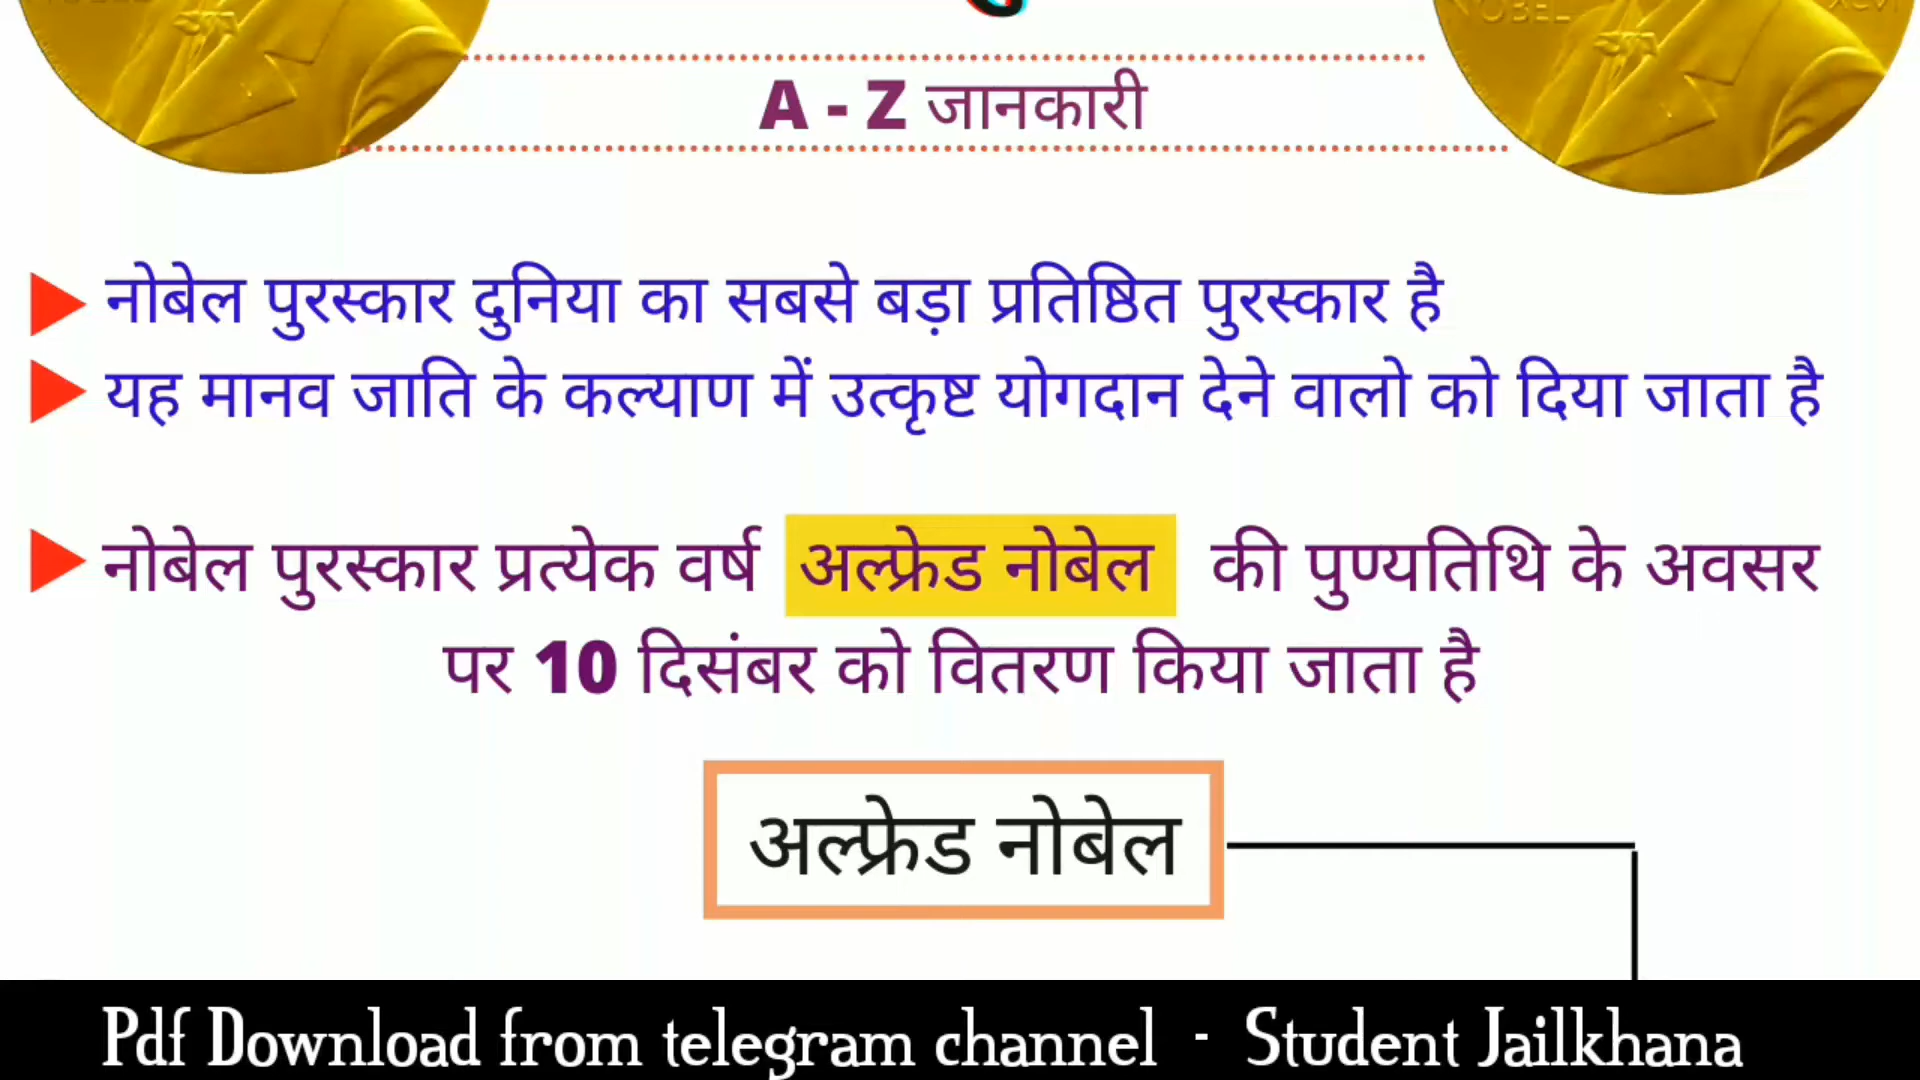 NOBEL
A - Z जानकारी
नोबेल पुरस्कार दुनिया का सबसे बड़ा प्रतिष्ठित पुरस्कार है
यह मानव जाति के कल्याण में उत्कृष्ट योगदान देने वालो को दिया जाता है
नोबेल पुरस्कार प्रत्येक वर्ष अल्फ्रेड नोबेल की पुण्यतिथि के अवसर
पर 10 दिसंबर को वितरण किया जाता है
अल्फ्रेड नोबेल
Pdf Download from telegram channel - Student Jailkhana